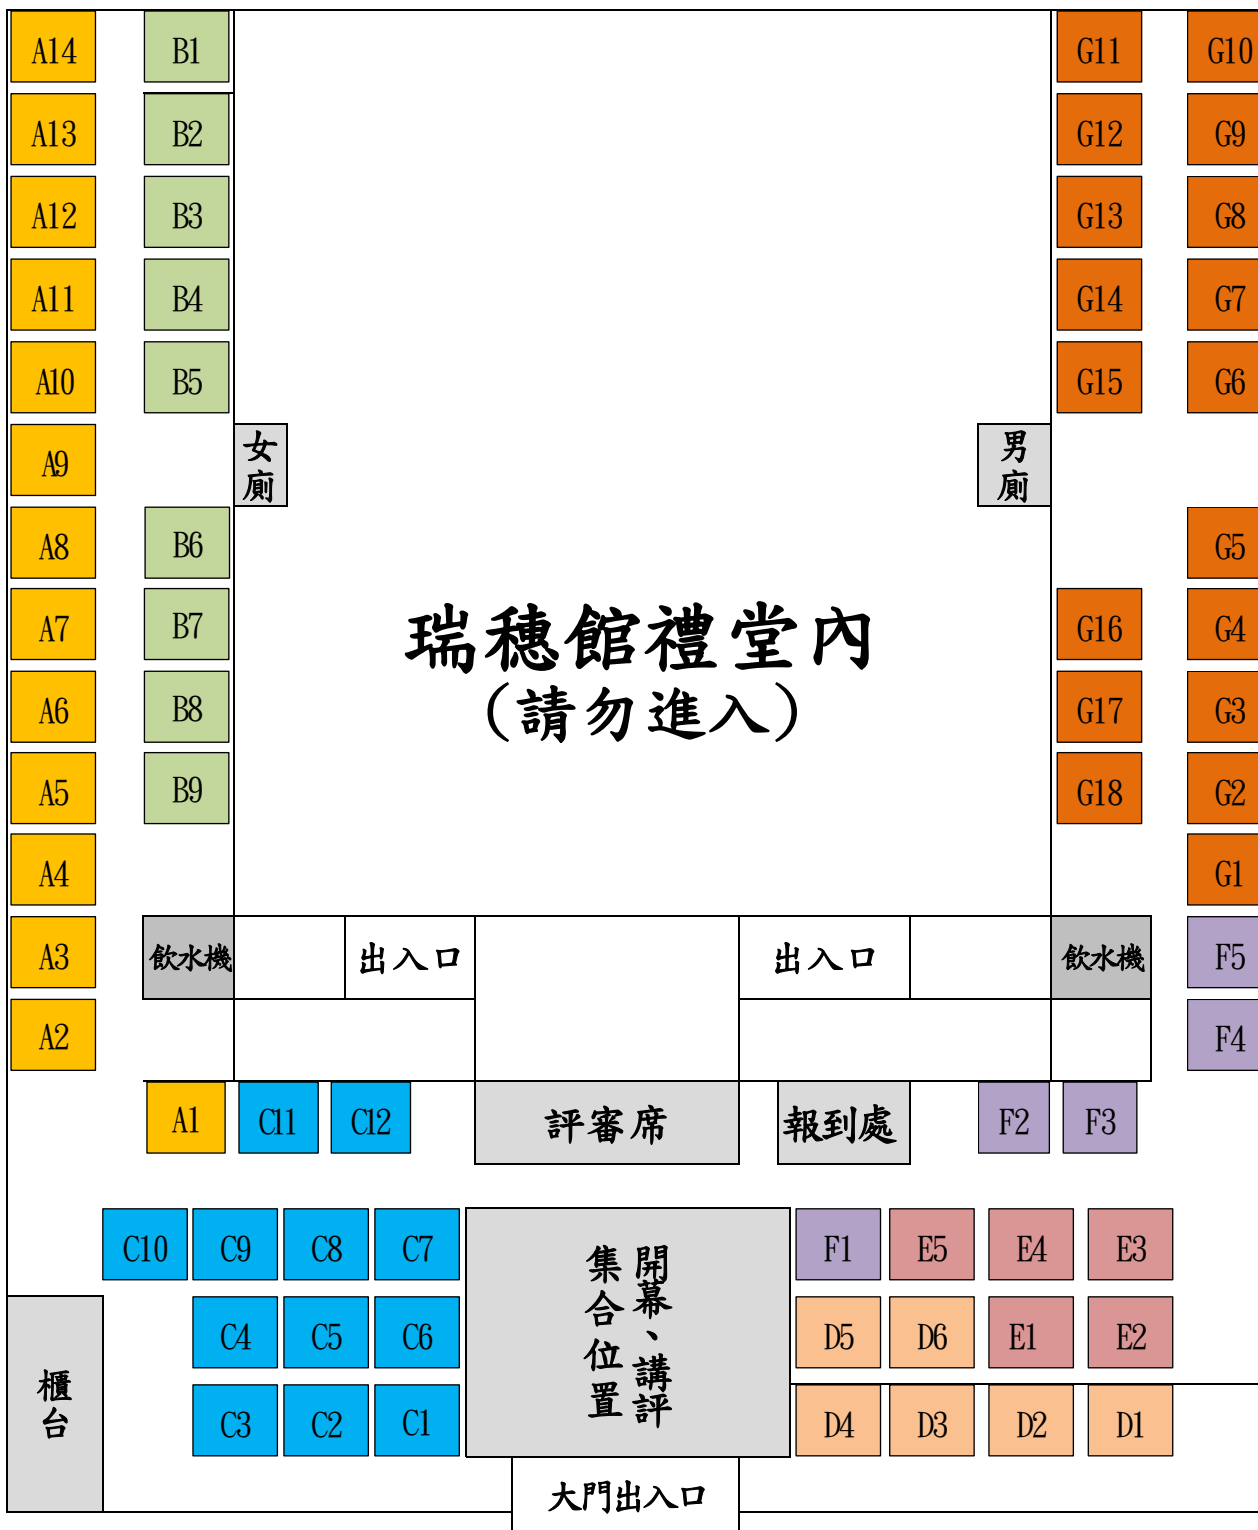 A14 B1 G11 G10
A13 B2 G12 G9
A12 B3 G13 G8
A11 B4 G14 G7
A10 B5 G15 G6
A9 女廁 男廁
A8 B6 G5
A7 B7 瑞穗館禮堂內 G16 G4
A6 B8 (請勿進入) G17 G3
A5 B9 G18 G2
A4 G1
A3 飲水機 出入口 出入口 飲水機 F5
A2 F4
A1 C11 C12 評審席 報到處 F2 F3
C10 C9 C8 C7 F1 E5 E4 E3
開幕、講評
集合位置
C4 C5 C6 D5 D6 E1 E2
櫃台
C3 C2 C1 D4 D3 D2 D1
大門出入口